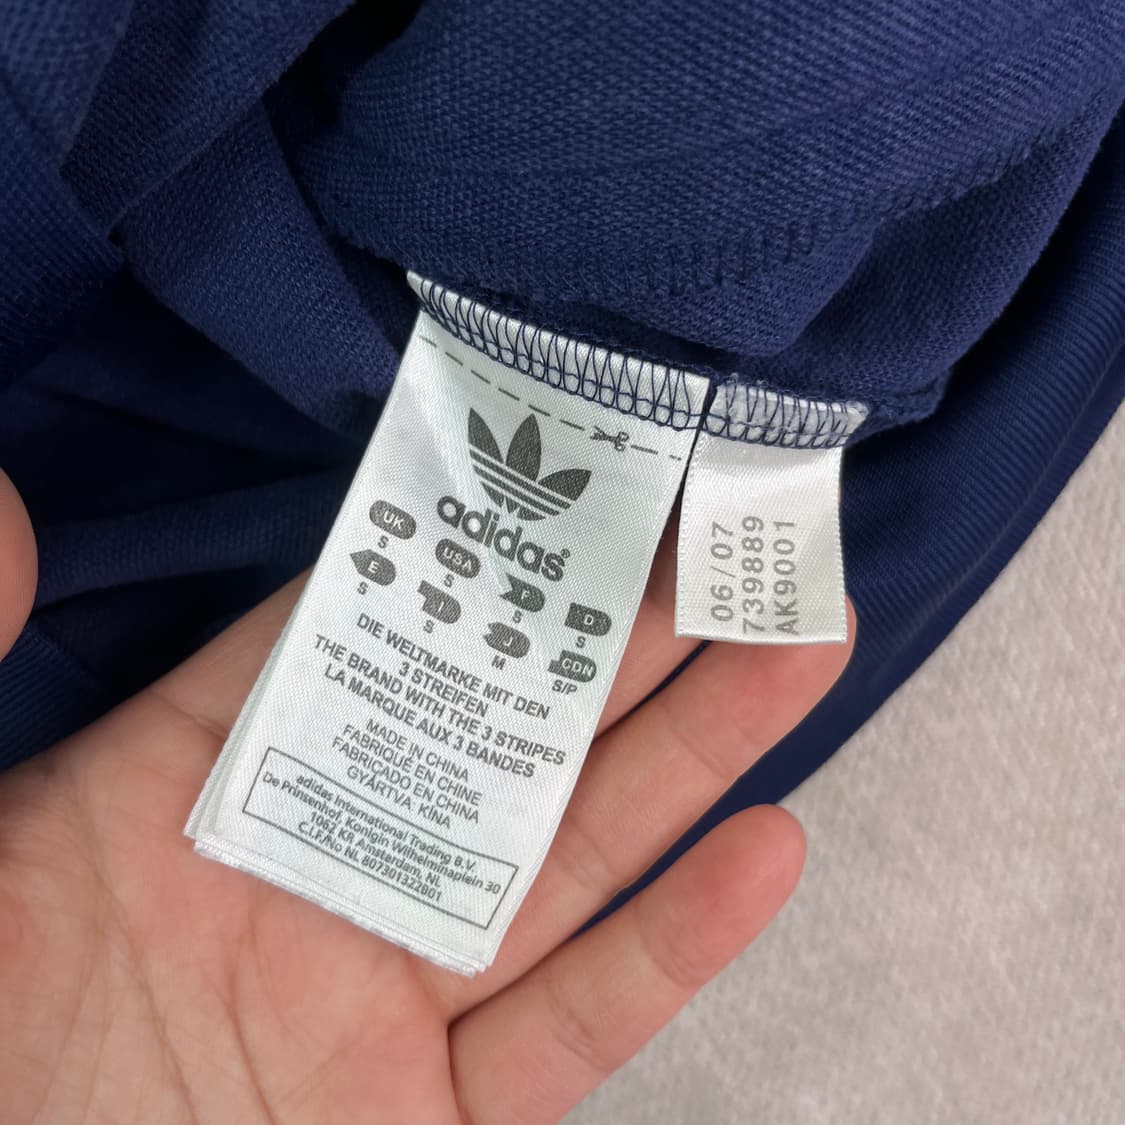 adidas®
UK
S
USA
S
F
S
D
S
E
S
I
S
J
M
CDN
S/P
DIE WELTMARKE MIT DEN
3 STREIFEN
THE BRAND WITH THE 3 STRIPES
LA MARQUE AUX 3 BANDES
MADE IN CHINA
FABRIQUÉ EN CHINE
FABRICADO EN CHINA
GYÁRTVA: KÍNA
adidas International Trading B.V.
De Prinsenhof, Konigin Wilhelminaplein 30
1062 KR Amsterdam, NL
C.I.F./No NL 807301322B01
06/07
739889
AK9001